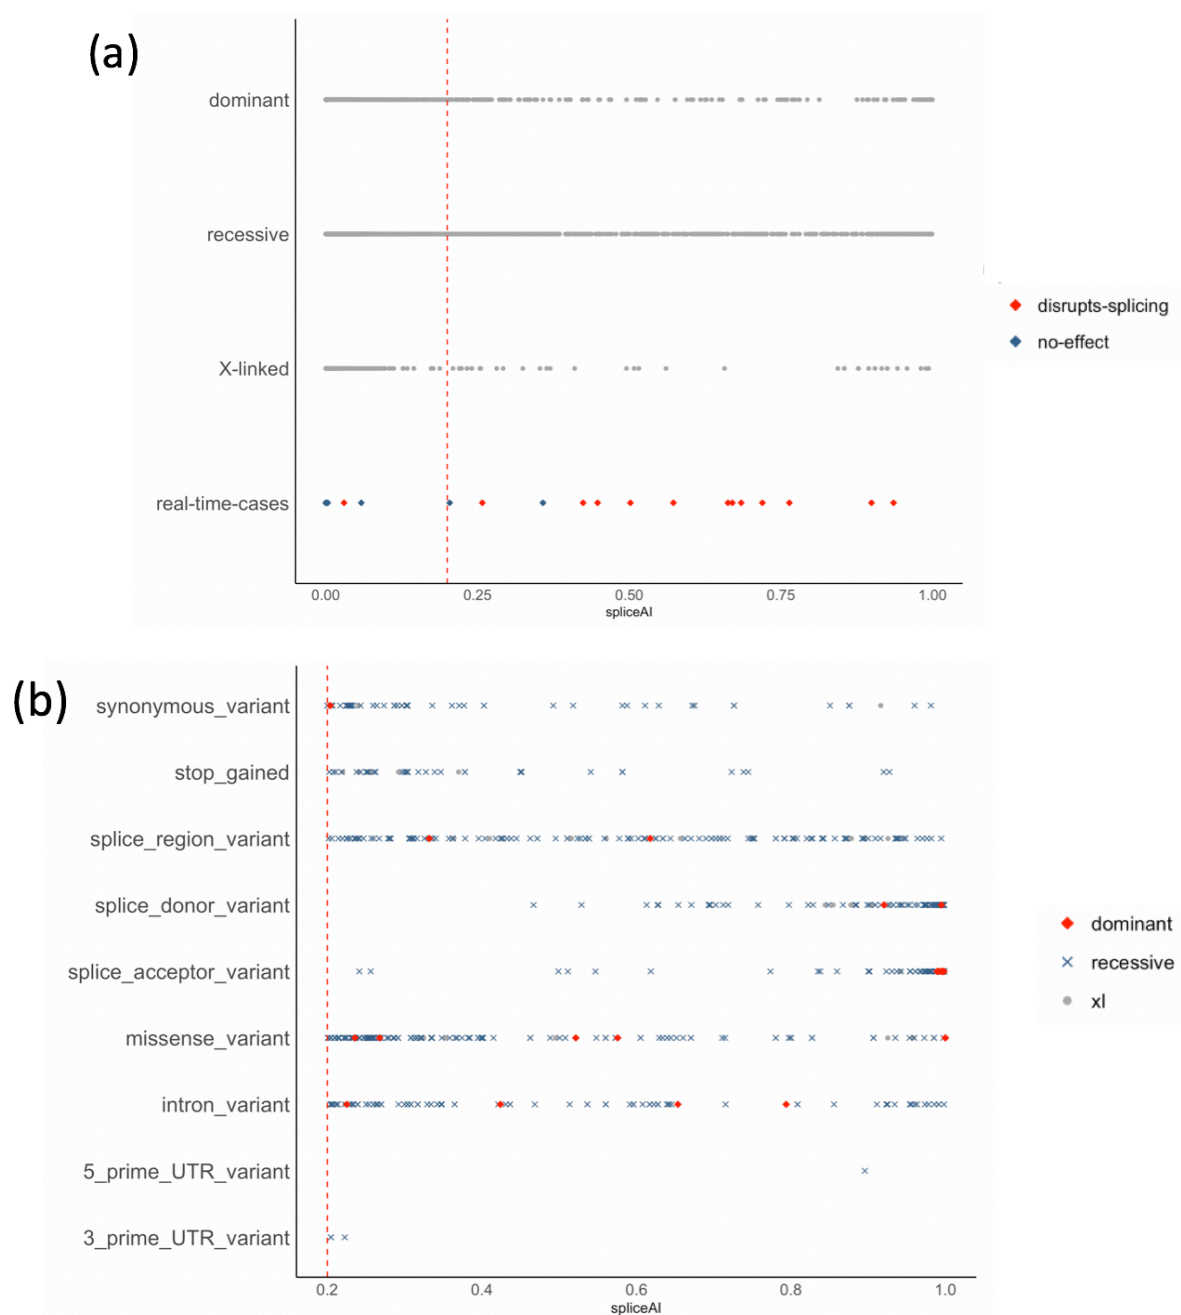 (a)
dominant
recessive
X-linked
real-time-cases
0.00 0.25 0.50 0.75 1.00
spliceAI
disrupts-splicing
no-effect
(b)
synonymous_variant
stop_gained
splice_region_variant
splice_donor_variant
splice_acceptor_variant
missense_variant
intron_variant
5_prime_UTR_variant
3_prime_UTR_variant
0.2 0.4 0.6 0.8 1.0
spliceAI
dominant
recessive
xl